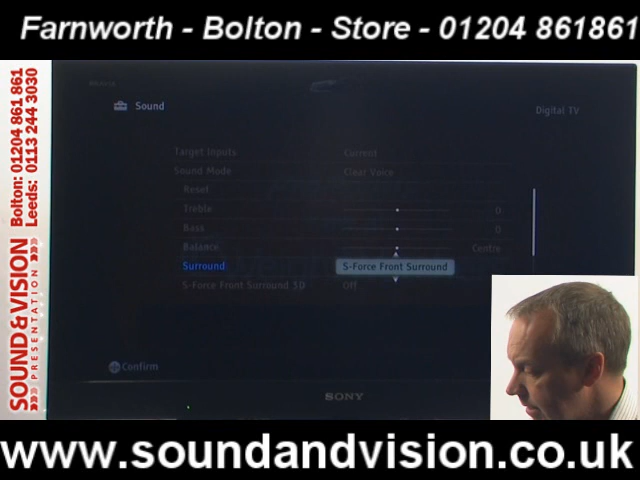 Farnworth - Bolton - Store - 01204 861861
SOUND & VISION
PRESENTATION
Bolton: 01204 861 861
Leeds: 0113 244 3030
Sound
Digital TV
Target Inputs Current
Sound Mode Clear Voice
Reset
Treble 0
Bass 0
Balance Centre
Surround S-Force Front Surround
S-Force Front Surround 3D Off
Confirm
SONY
www.soundandvision.co.uk